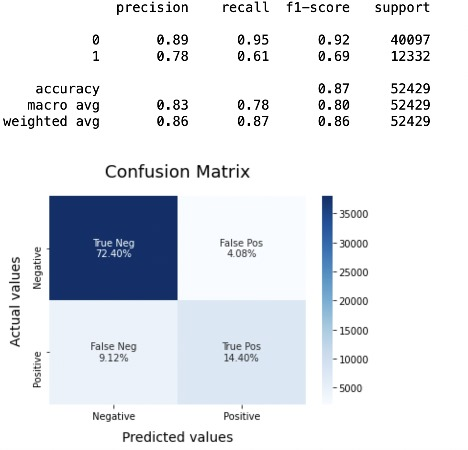 precision recall f1-score support
0 0.89 0.95 0.92 40097
1 0.78 0.61 0.69 12332
accuracy 0.87 52429
macro avg 0.83 0.78 0.80 52429
weighted avg 0.86 0.87 0.86 52429
Confusion Matrix
True Neg
72.40%
False Pos
4.08%
False Neg
9.12%
True Pos
14.40%
Actual values
Negative
Positive
Negative
Positive
Predicted values
35000
30000
25000
20000
15000
10000
5000